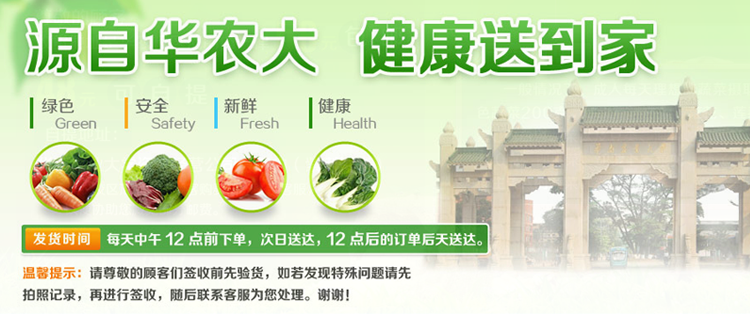 源自华农大 健康送到家
绿色 安全 新鲜 健康
Green Safety Fresh Health
发货时间 每天中午12点前下单，次日送达，12点后的订单后天送达。
温馨提示：请尊敬的顾客们签收前先验货，如若发现特殊问题请先
拍照记录，再进行签收，随后联系客服为您处理。谢谢！